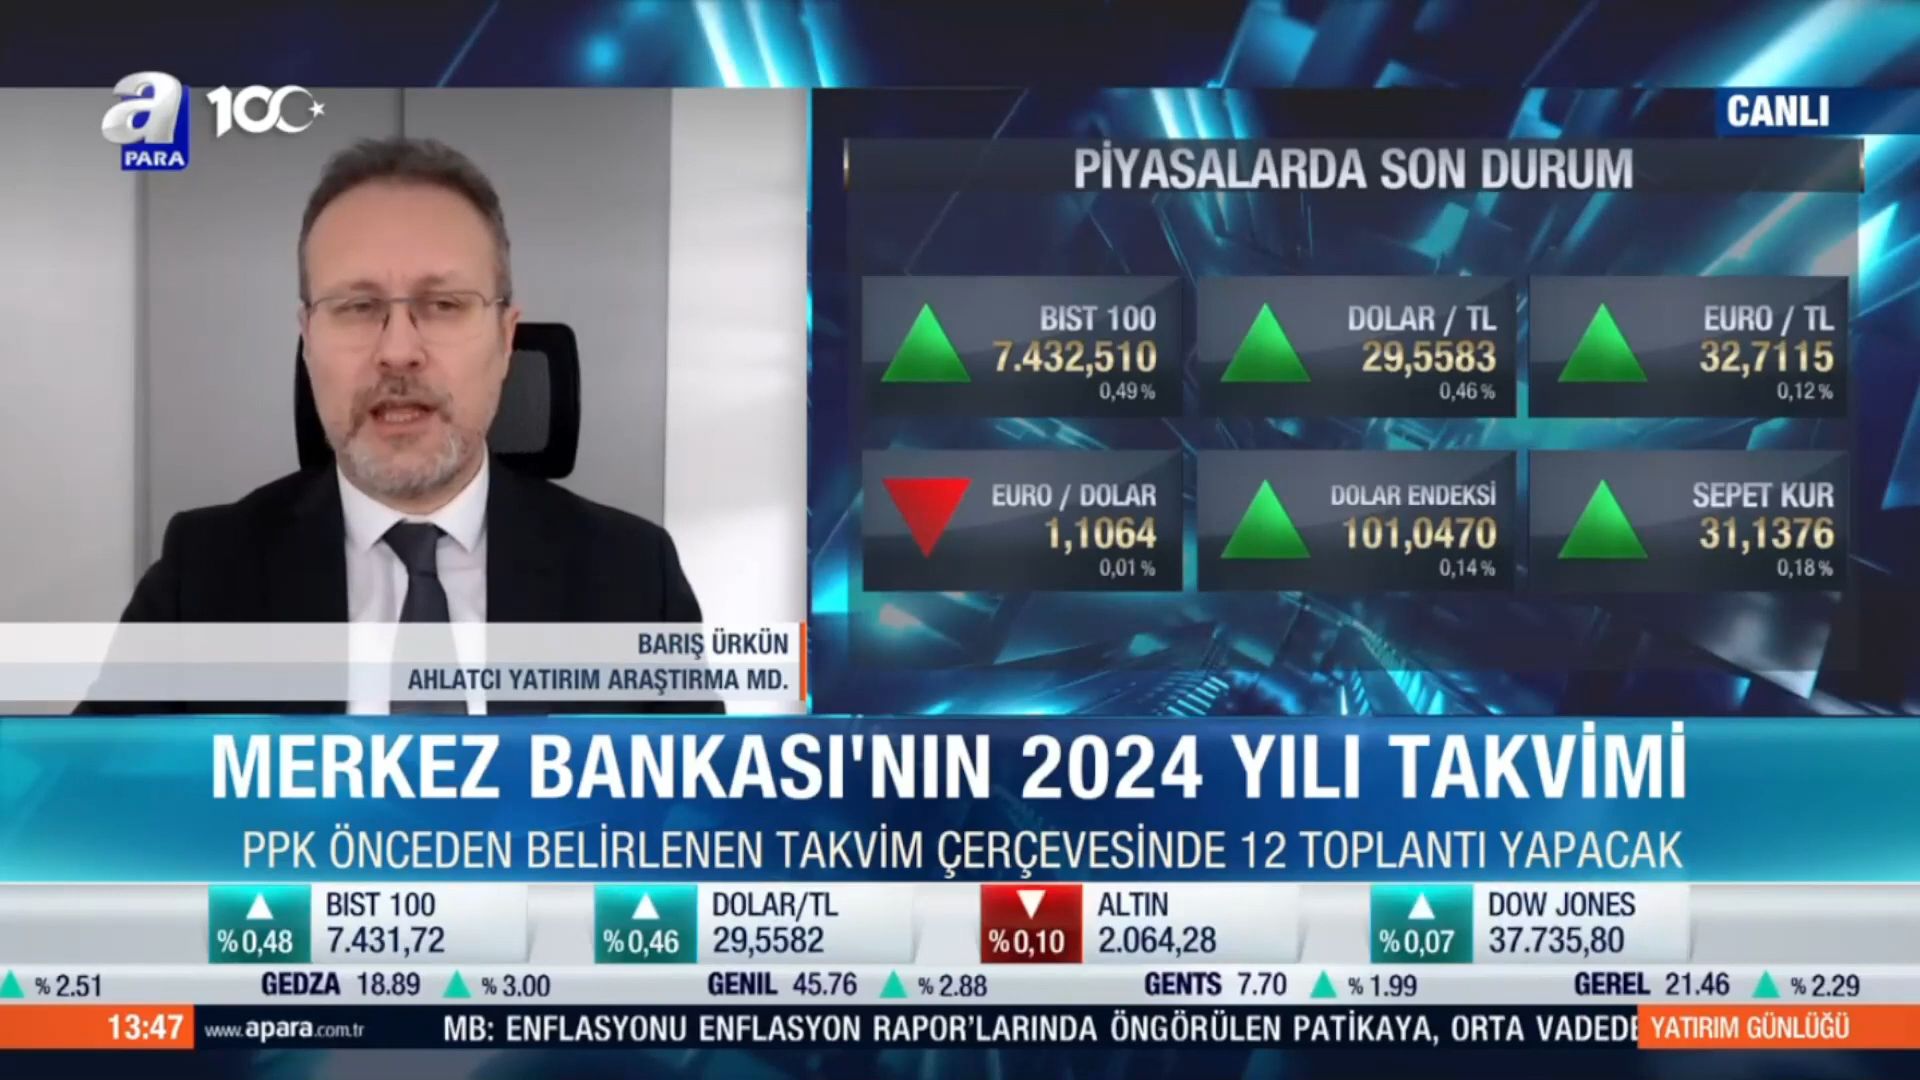 a
PARA
100
CANLI
PİYASALARDA SON DURUM
BIST 100
7.432,510
0,49 %
DOLAR / TL
29,5583
0,46 %
EURO / TL
32,7115
0,12 %
EURO / DOLAR
1,1064
0,01 %
DOLAR ENDEKSİ
101,0470
0,14 %
SEPET KUR
31,1376
0,18 %
BARIŞ ÜRKÜN
AHLATCI YATIRIM ARAŞTIRMA MD.
MERKEZ BANKASI'NIN 2024 YILI TAKVİMİ
PPK ÖNCEDEN BELİRLENEN TAKVİM ÇERÇEVESİNDE 12 TOPLANTI YAPACAK
%0,48 BIST 100 7.431,72
%0,46 DOLAR/TL 29,5582
%0,10 ALTIN 2.064,28
%0,07 DOW JONES 37.735,80
% 2.51 GEDZA 18.89 % 3.00 GENIL 45.76 % 2.88 GENTS 7.70 % 1.99 GEREL 21.46 % 2.29
13:47 www.apara.com.tr MB: ENFLASYONU ENFLASYON RAPOR'LARINDA ÖNGÖRÜLEN PATİKAYA, ORTA VADEDE YATIRIM GÜNLÜĞÜ